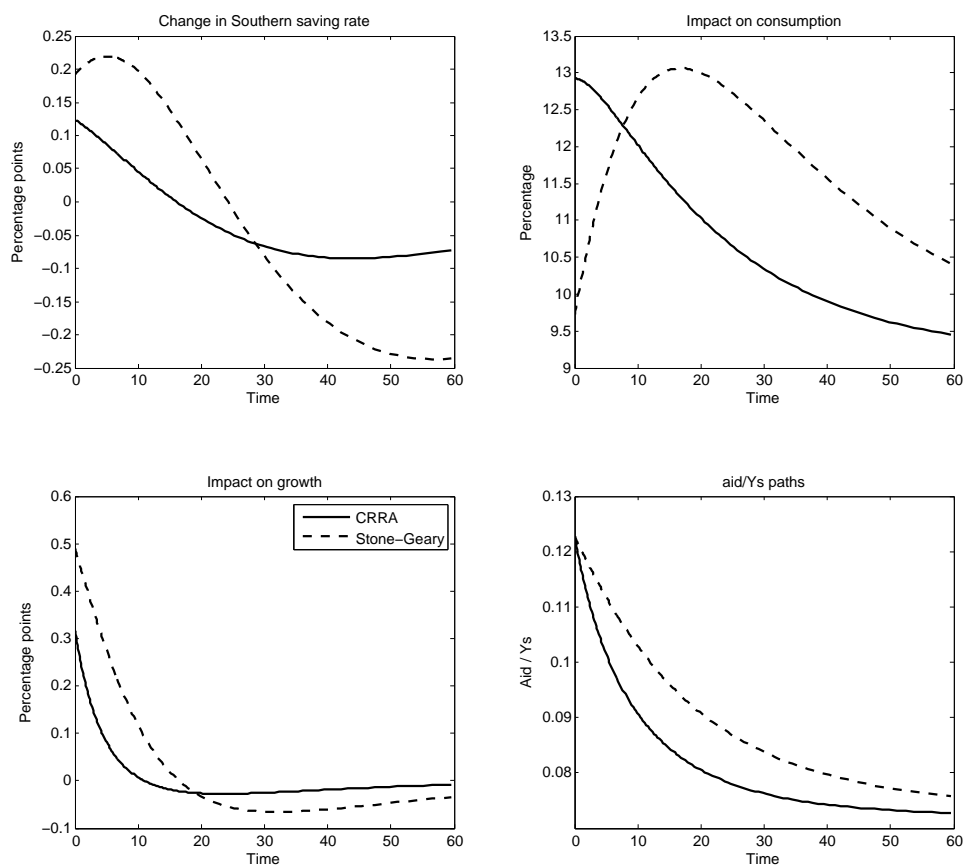 Change in Southern saving rate
0.25
0.2
0.15
0.1
0.05
0
−0.05
−0.1
−0.15
−0.2
−0.25
Percentage points
0 10 20 30 40 50 60
Time
Impact on consumption
13.5
13
12.5
12
11.5
11
10.5
10
9.5
9
Percentage
0 10 20 30 40 50 60
Time
Impact on growth
0.6
0.5
0.4
0.3
0.2
0.1
0
−0.1
Percentage points
CRRA
Stone−Geary
0 10 20 30 40 50 60
Time
aid/Ys paths
0.13
0.12
0.11
0.1
0.09
0.08
Aid / Ys
0 10 20 30 40 50 60
Time